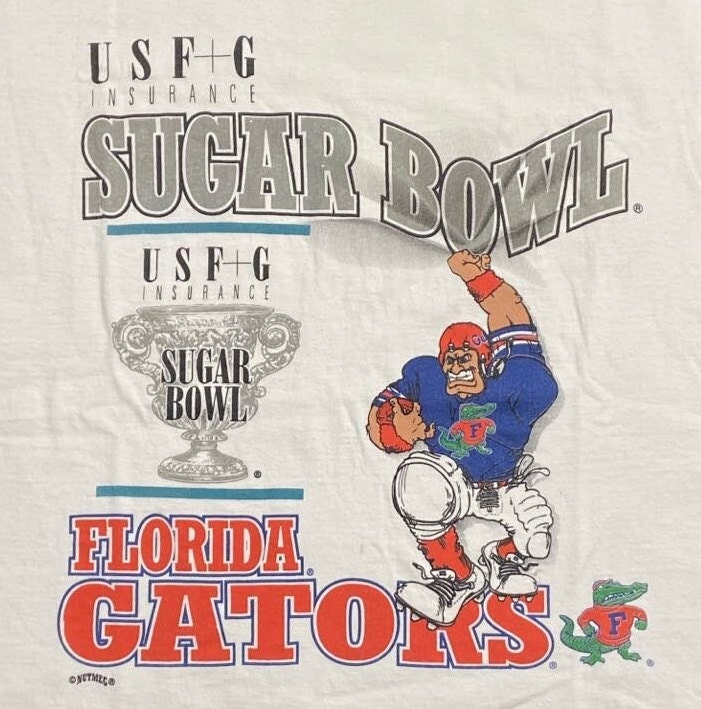 USF+G
INSURANCE
SUGAR BOWL®
USF+G
INSURANCE
SUGAR
BOWL
®
FLORIDA®
GATORS®
F
F
®
© NUTMEG®